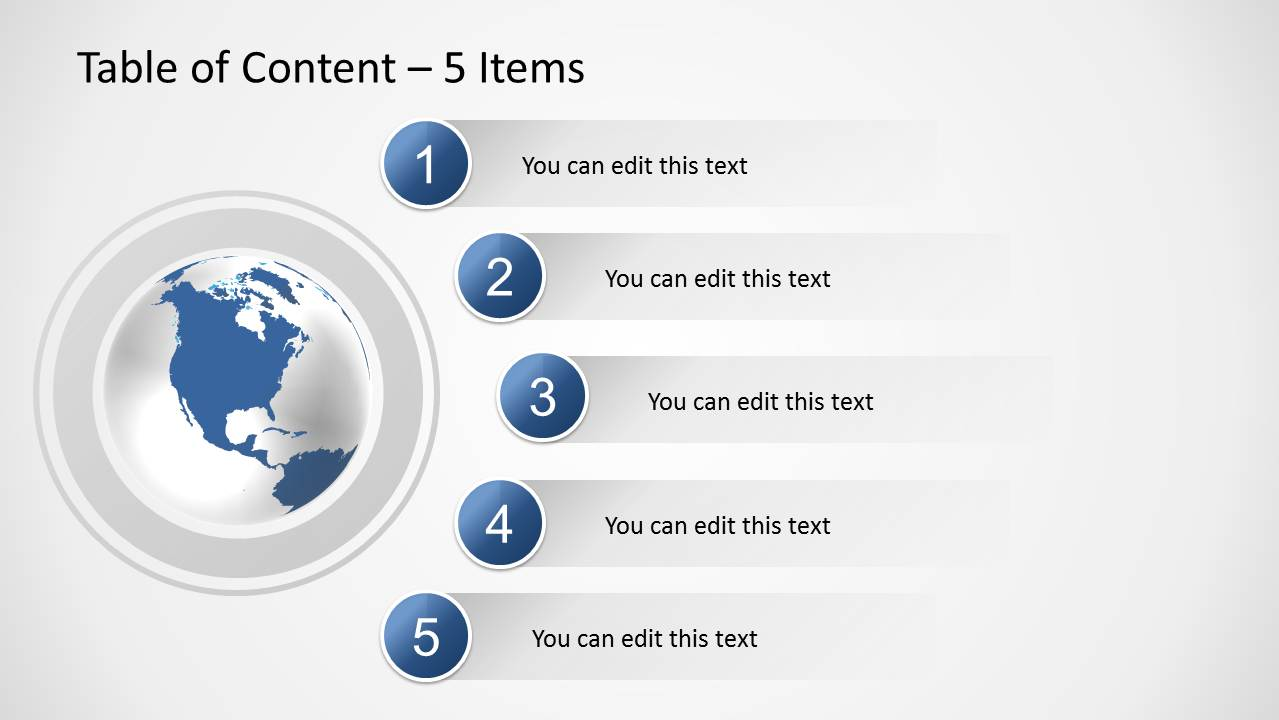 Table of Content – 5 Items
1 You can edit this text
2 You can edit this text
3 You can edit this text
4 You can edit this text
5 You can edit this text